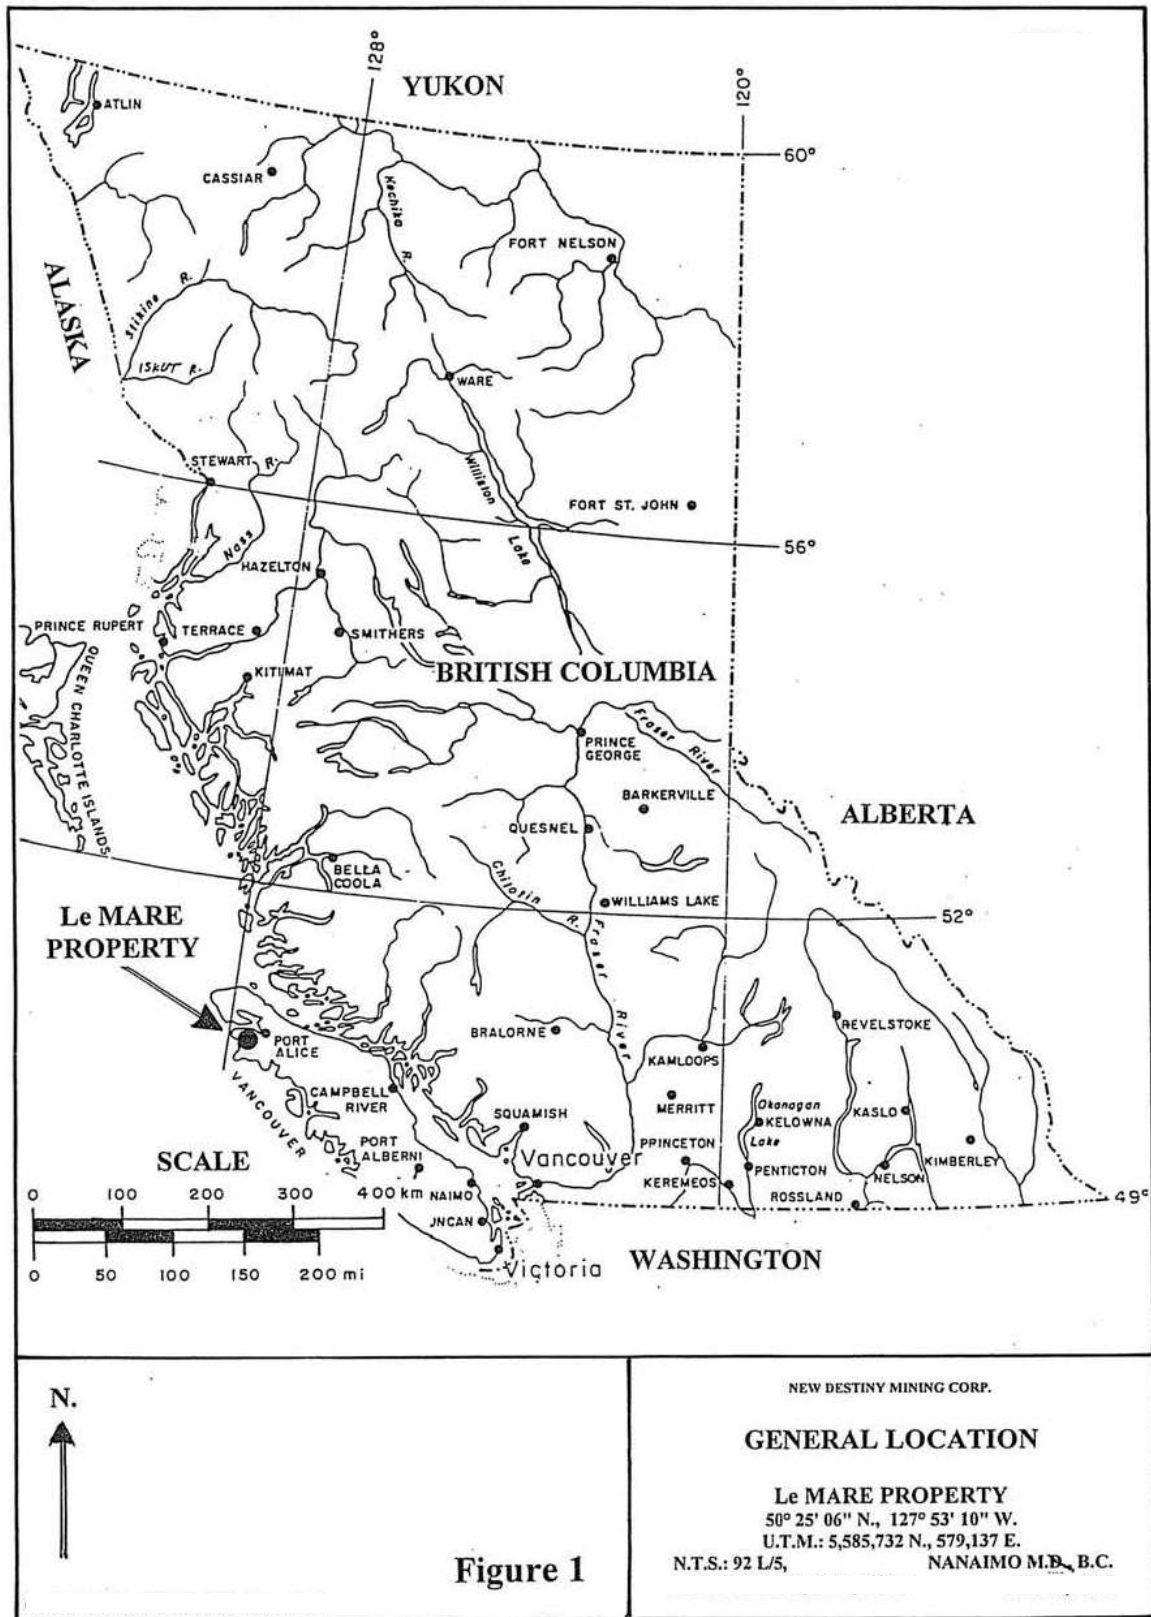 128°
YUKON
120°
ATLIN
60°
CASSIAR
Kechika
R.
FORT NELSON
ALASKA
Stikine R.
ISKUT R.
WARE
STEWART
R.
Williston
Lake
FORT ST. JOHN
56°
Nass
HAZELTON
PRINCE RUPERT
TERRACE
SMITHERS
KITIMAT
BRITISH COLUMBIA
QUEEN CHARLOTTE ISLANDS
Fraser River
PRINCE
GEORGE
BARKERVILLE
ALBERTA
QUESNEL
BELLA
COOLA
Chilotin
R.
WILLIAMS LAKE
52°
Le MARE
PROPERTY
Fraser
River
BRALORNE
REVELSTOKE
PORT
ALICE
KAMLOOPS
VANCOUVER
CAMPBELL
RIVER
MERRITT
Okanagan
KELOWNA
Lake
KASLO
SQUAMISH
PORT
ALBERNI
PPRINCETON
KIMBERLEY
Vancouver
PENTICTON
NELSON
KEREMEOS
ROSSLAND
49°
NAIMO
JNCAN
Victoria
WASHINGTON
SCALE
0 100 200 300 400 km
0 50 100 150 200 mi
N.
Figure 1
NEW DESTINY MINING CORP.
GENERAL LOCATION
Le MARE PROPERTY
50° 25' 06" N., 127° 53' 10" W.
U.T.M.: 5,585,732 N., 579,137 E.
N.T.S.: 92 L/5, NANAIMO M.D., B.C.